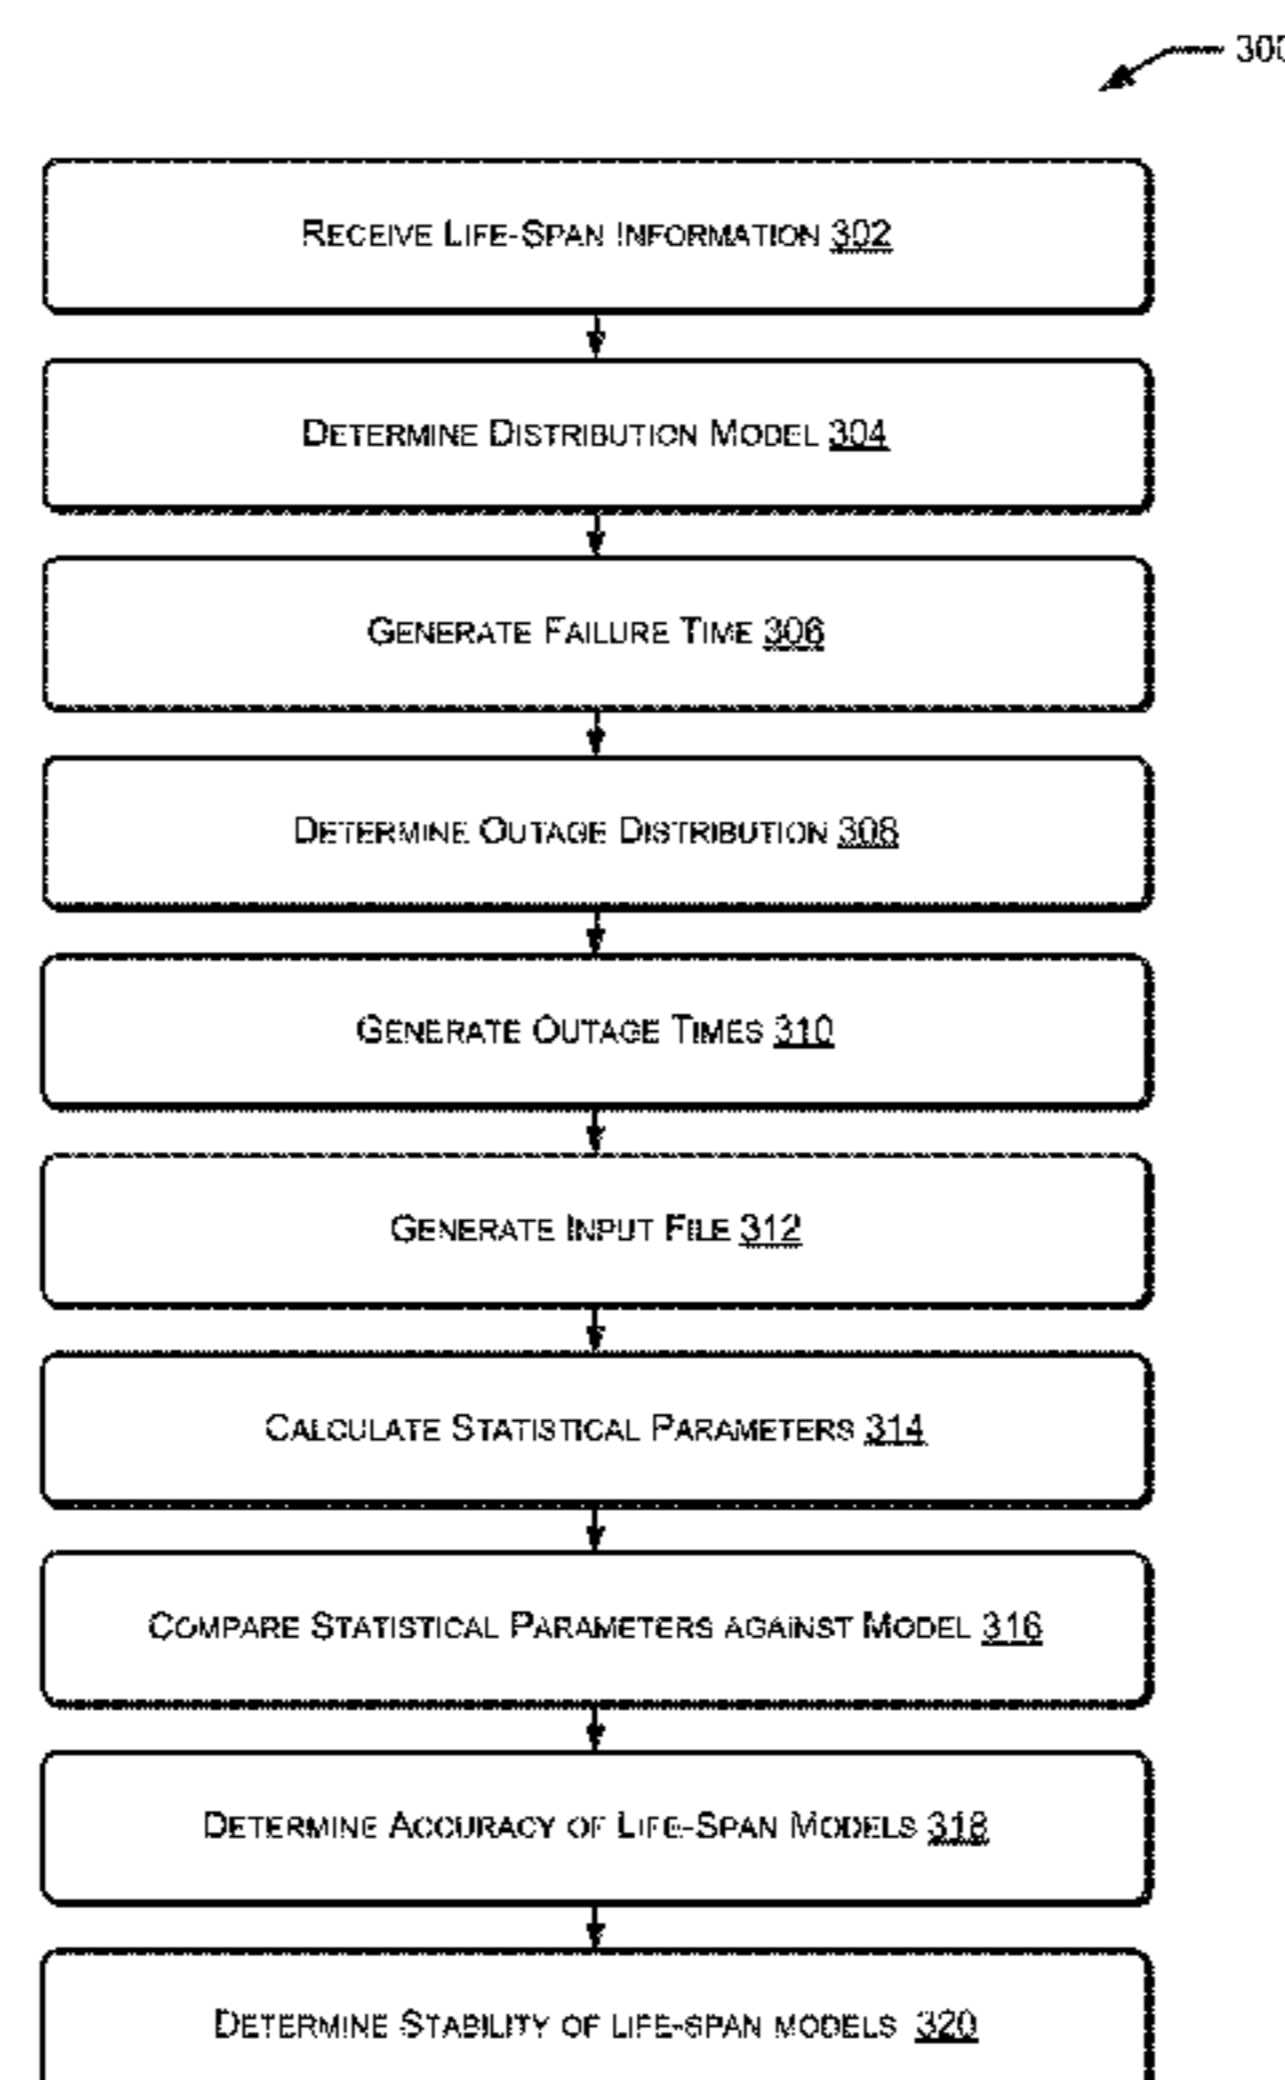 300
RECEIVE LIFE-SPAN INFORMATION 302
DETERMINE DISTRIBUTION MODEL 304
GENERATE FAILURE TIME 306
DETERMINE OUTAGE DISTRIBUTION 308
GENERATE OUTAGE TIMES 310
GENERATE INPUT FILE 312
CALCULATE STATISTICAL PARAMETERS 314
COMPARE STATISTICAL PARAMETERS AGAINST MODEL 316
DETERMINE ACCURACY OF LIFE-SPAN MODELS 318
DETERMINE STABILITY OF LIFE-SPAN MODELS 320